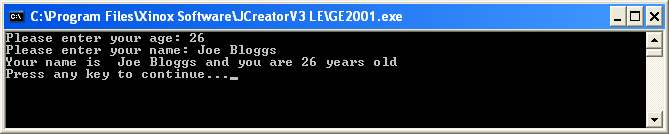 C:\Program Files\Xinox Software\JCreatorV3 LE\GE2001.exe
Please enter your age: 26
Please enter your name: Joe Bloggs
Your name is  Joe Bloggs and you are 26 years old
Press any key to continue..._